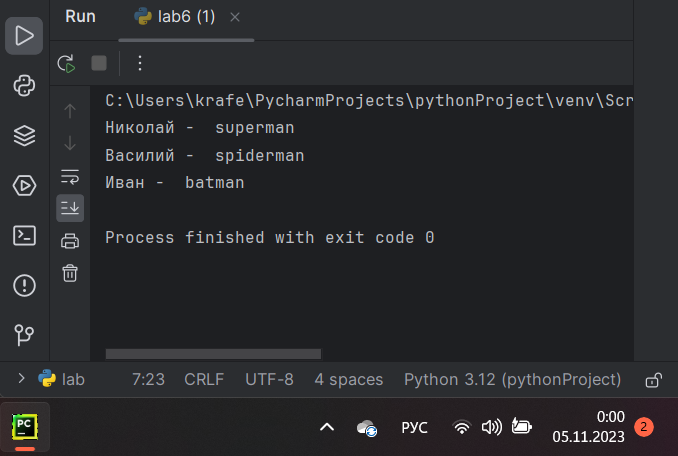 Run lab6 (1)
C:\Users\krafe\PycharmProjects\pythonProject\venv\Scr
Николай -  superman
Василий -  spiderman
Иван -  batman
Process finished with exit code 0
lab 7:23 CRLF UTF-8 4 spaces Python 3.12 (pythonProject)
PC РУС 0:00
05.11.2023 2